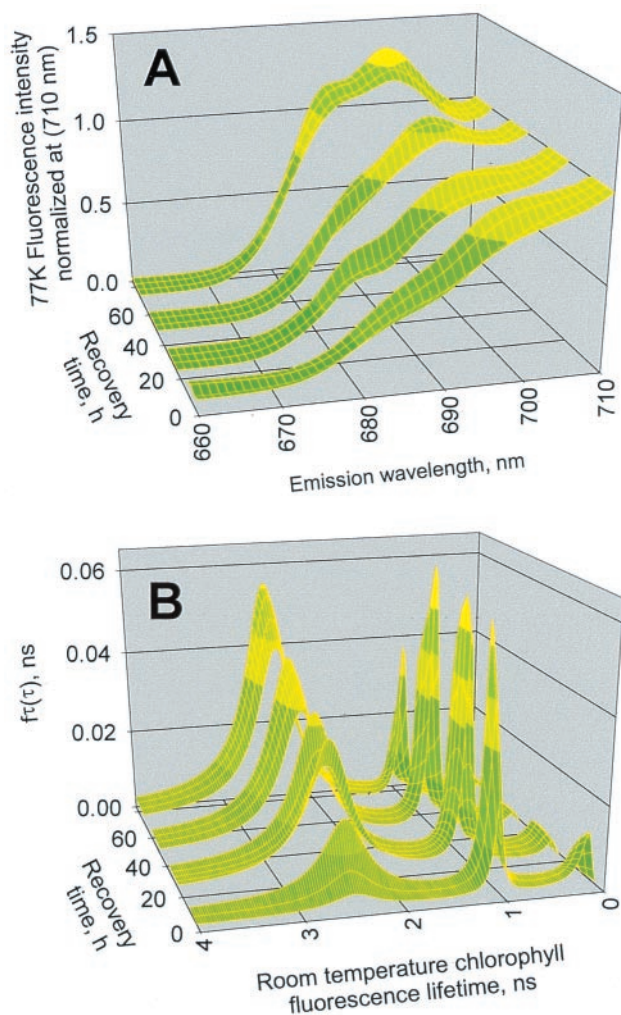 A
77K Fluorescence intensity
normalized at (710 nm)
1.5
1.0
0.5
0.0
60
40
20
0
Recovery
time, h
660
670
680
690
700
710
Emission wavelength, nm
B
fτ(τ), ns
0.06
0.04
0.02
0.00
60
40
20
0
Recovery
time, h
4
3
2
1
0
Room temperature chlorophyll
fluorescence lifetime, ns